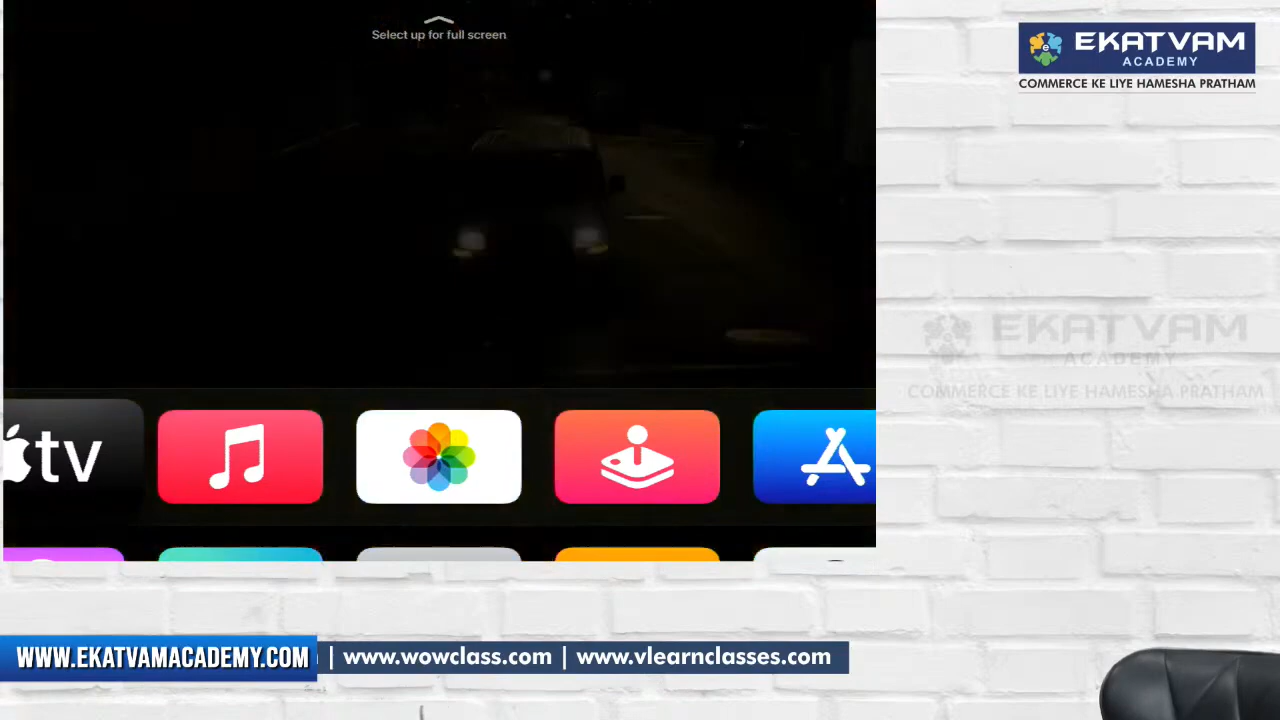 Select up for full screen
EKATVAM
ACADEMY
COMMERCE KE LIYE HAMESHA PRATHAM
EKATVAM
ACADEMY
COMMERCE KE LIYE HAMESHA PRATHAM
tv
WWW.EKATVAMACADEMY.COM | www.wowclass.com | www.vlearnclasses.com